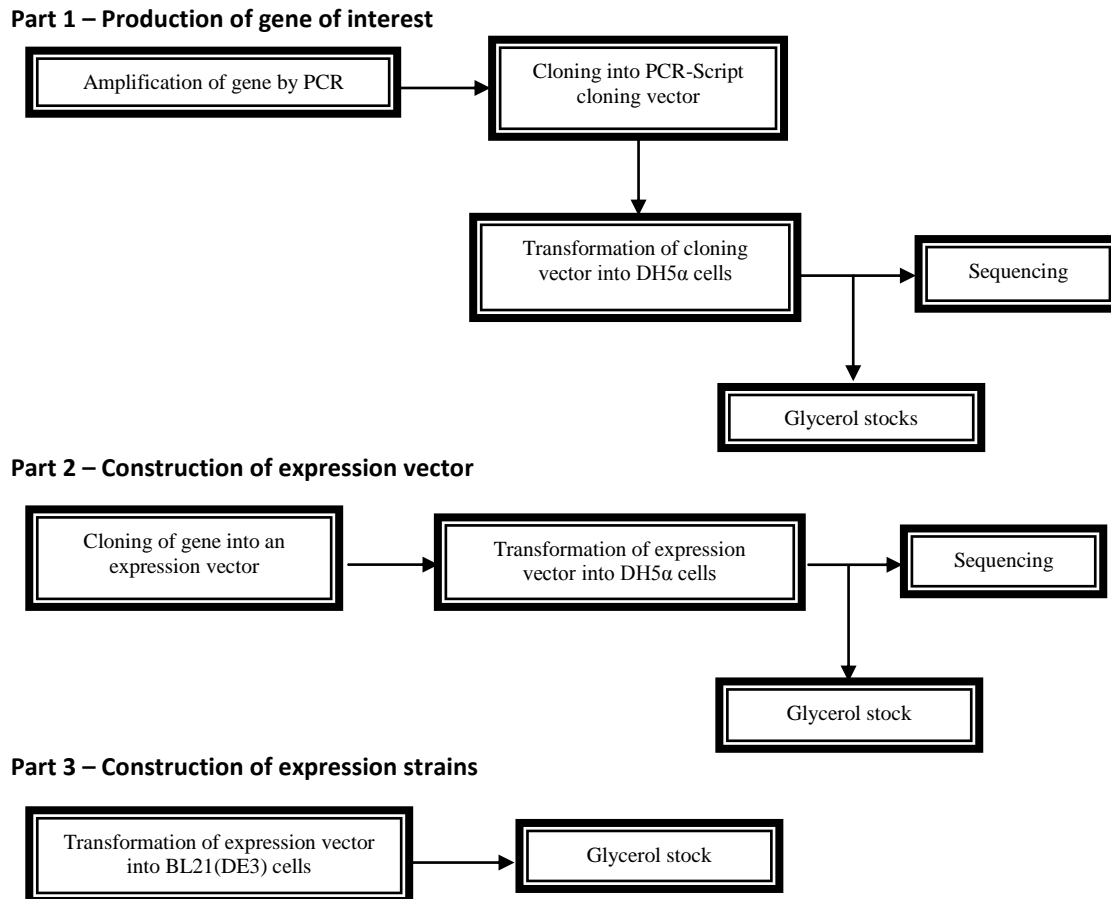 Part 1 – Production of gene of interest
Amplification of gene by PCR
Cloning into PCR-Script
cloning vector
Transformation of cloning
vector into DH5α cells
Sequencing
Glycerol stocks
Part 2 – Construction of expression vector
Cloning of gene into an
expression vector
Transformation of expression
vector into DH5α cells
Sequencing
Glycerol stock
Part 3 – Construction of expression strains
Transformation of expression vector
into BL21(DE3) cells
Glycerol stock